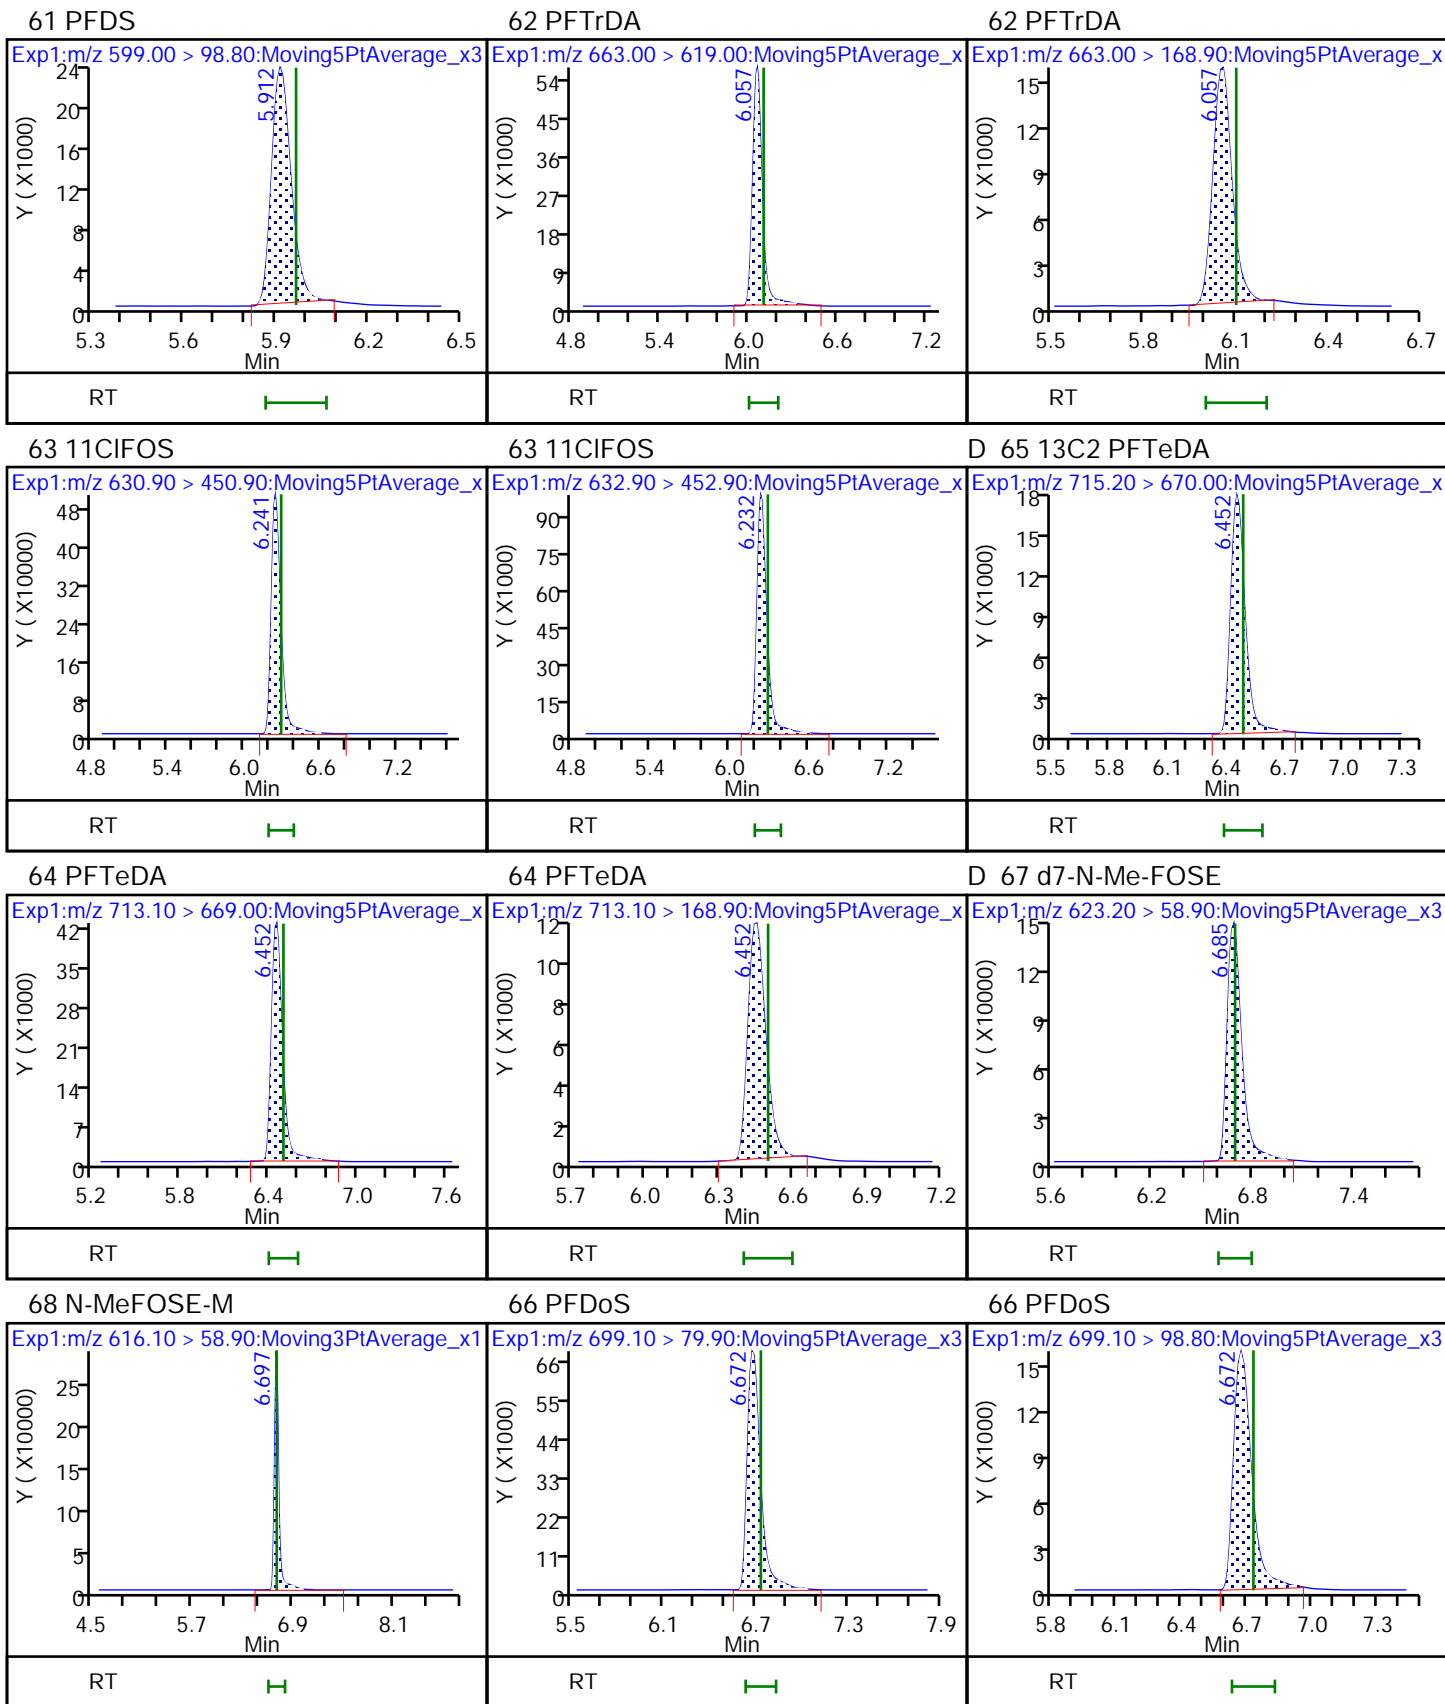 61 PFDS
Exp1:m/z 599.00 > 98.80:Moving5PtAverage_x3
Y ( X1000)
24
20
16
12
8
4
0
5.912
5.3 5.6 5.9 6.2 6.5
Min
RT
62 PFTrDA
Exp1:m/z 663.00 > 619.00:Moving5PtAverage_x
Y ( X1000)
54
45
36
27
18
9
0
6.057
4.8 5.4 6.0 6.6 7.2
Min
RT
62 PFTrDA
Exp1:m/z 663.00 > 168.90:Moving5PtAverage_x
Y ( X1000)
15
12
9
6
3
0
6.057
5.5 5.8 6.1 6.4 6.7
Min
RT
63 11ClFOS
Exp1:m/z 630.90 > 450.90:Moving5PtAverage_x
Y ( X10000)
48
40
32
24
16
8
0
6.241
4.8 5.4 6.0 6.6 7.2
Min
RT
63 11ClFOS
Exp1:m/z 632.90 > 452.90:Moving5PtAverage_x
Y ( X1000)
90
75
60
45
30
15
0
6.232
4.8 5.4 6.0 6.6 7.2
Min
RT
D 65 13C2 PFTeDA
Exp1:m/z 715.20 > 670.00:Moving5PtAverage_x
Y ( X1000)
18
15
12
9
6
3
0
6.452
5.5 5.8 6.1 6.4 6.7 7.0 7.3
Min
RT
64 PFTeDA
Exp1:m/z 713.10 > 669.00:Moving5PtAverage_x
Y ( X1000)
42
35
28
21
14
7
0
6.452
5.2 5.8 6.4 7.0 7.6
Min
RT
64 PFTeDA
Exp1:m/z 713.10 > 168.90:Moving5PtAverage_x
Y ( X1000)
12
10
8
6
4
2
0
6.452
5.7 6.0 6.3 6.6 6.9 7.2
Min
RT
D 67 d7-N-Me-FOSE
Exp1:m/z 623.20 > 58.90:Moving5PtAverage_x3
Y ( X10000)
15
12
9
6
3
0
6.685
5.6 6.2 6.8 7.4
Min
RT
68 N-MeFOSE-M
Exp1:m/z 616.10 > 58.90:Moving3PtAverage_x1
Y ( X10000)
25
20
15
10
5
0
6.697
4.5 5.7 6.9 8.1
Min
RT
66 PFDoS
Exp1:m/z 699.10 > 79.90:Moving5PtAverage_x3
Y ( X1000)
66
55
44
33
22
11
0
6.672
5.5 6.1 6.7 7.3 7.9
Min
RT
66 PFDoS
Exp1:m/z 699.10 > 98.80:Moving5PtAverage_x3
Y ( X1000)
15
12
9
6
3
0
6.672
5.8 6.1 6.4 6.7 7.0 7.3
Min
RT